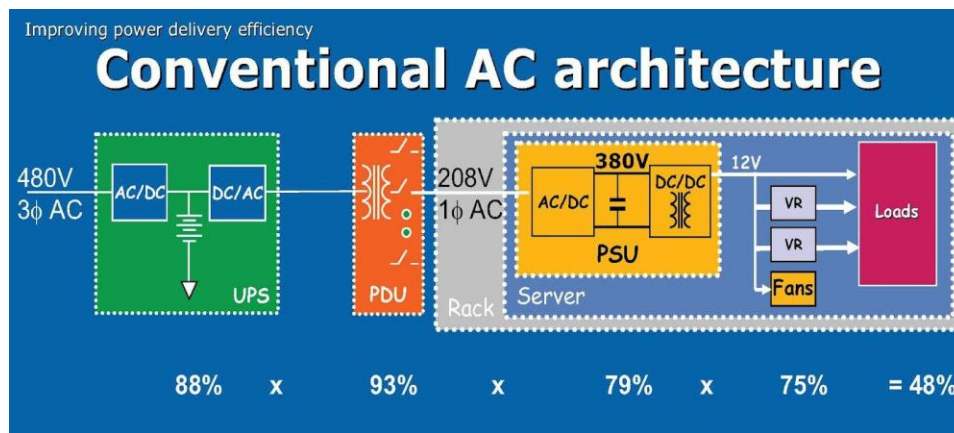 Improving power delivery efficiency
Conventional AC architecture
480V
3ϕ AC
AC/DC
DC/AC
UPS
PDU
208V
1ϕ AC
Rack
Server
AC/DC
380V
DC/DC
PSU
12V
VR
VR
Fans
Loads
88% x 93% x 79% x 75% = 48%